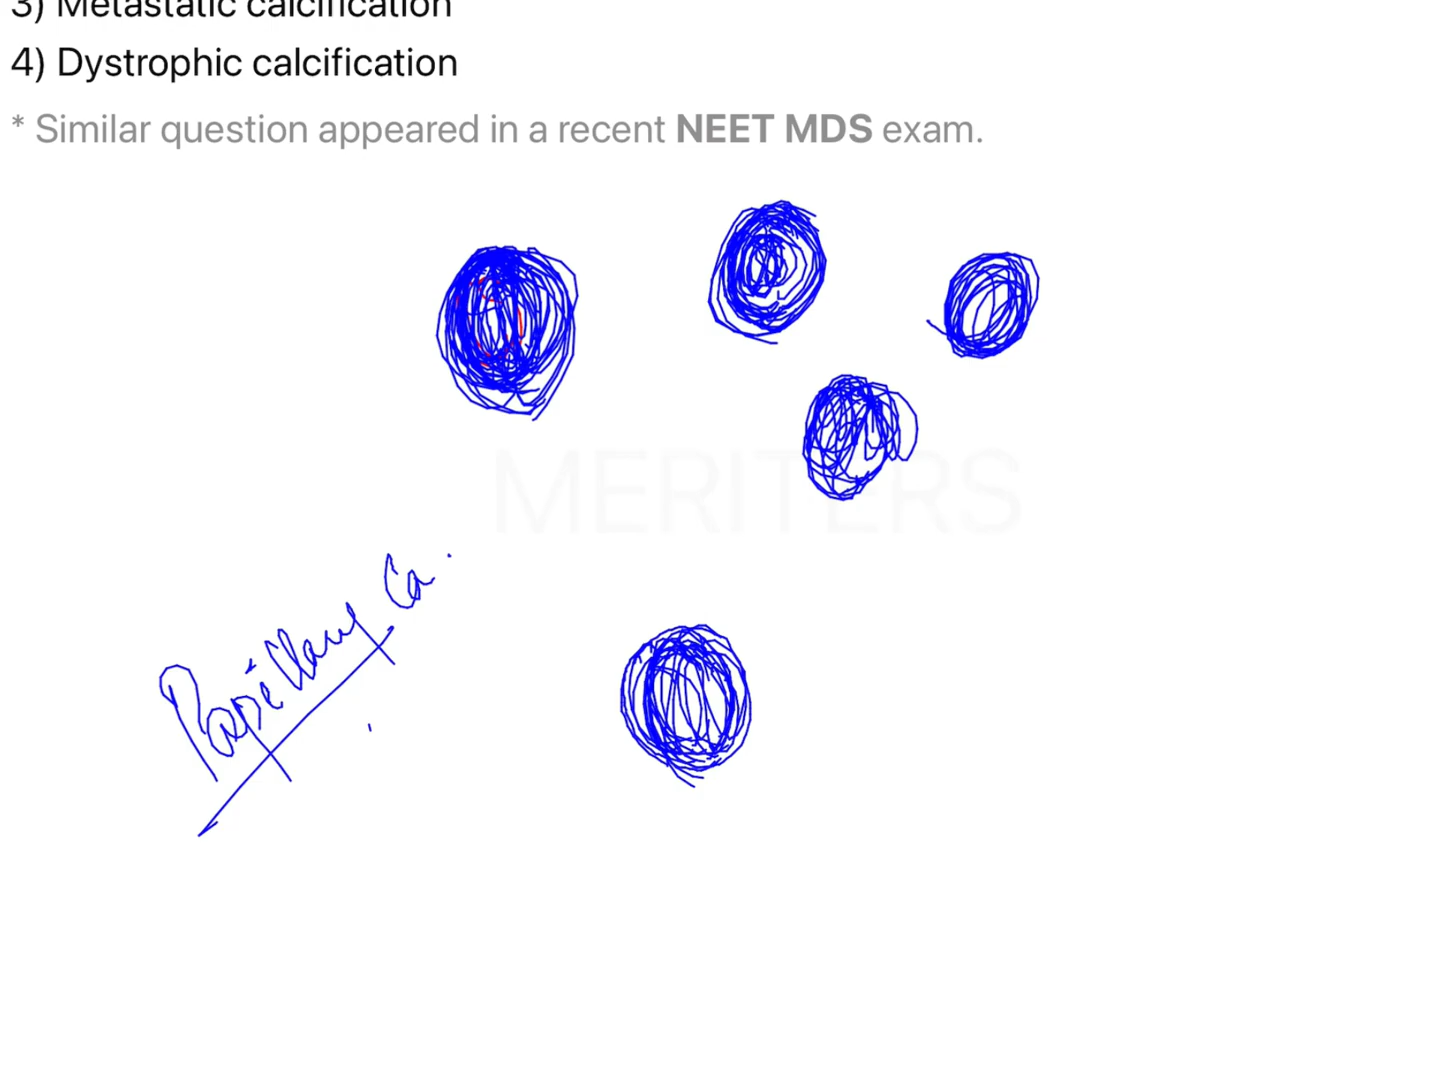 3) Metastatic calcification
4) Dystrophic calcification
* Similar question appeared in a recent NEET MDS exam.
MERITERS
Papillary Ca.